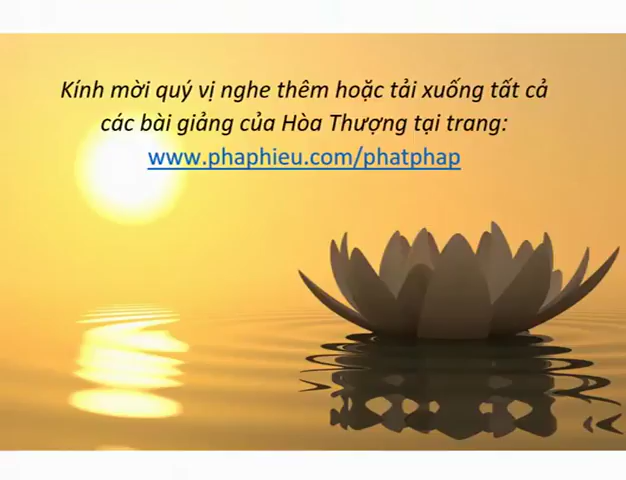 Kính mời quý vị nghe thêm hoặc tải xuống tất cả
các bài giảng của Hòa Thượng tại trang:
www.phaphieu.com/phatphap